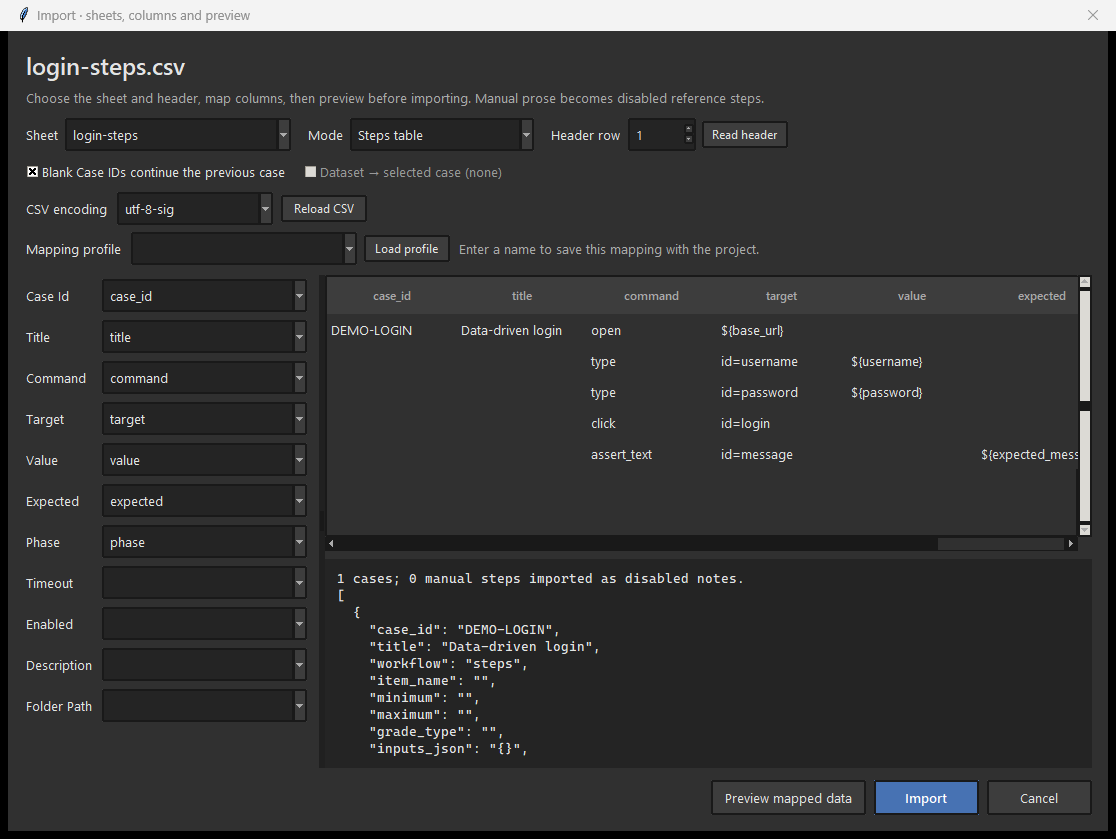 Import · sheets, columns and preview
login-steps.csv
Choose the sheet and header, map columns, then preview before importing. Manual prose becomes disabled reference steps.
Sheet login-steps Mode Steps table Header row 1 Read header
Blank Case IDs continue the previous case Dataset → selected case (none)
CSV encoding utf-8-sig Reload CSV
Mapping profile Load profile Enter a name to save this mapping with the project.
Case Id case_id
Title title
Command command
Target target
Value value
Expected expected
Phase phase
Timeout
Enabled
Description
Folder Path
case_id title command target value expected
DEMO-LOGIN Data-driven login open ${base_url}
type id=username ${username}
type id=password ${password}
click id=login
assert_text id=message ${expected_mess
1 cases; 0 manual steps imported as disabled notes.
[
{
"case_id": "DEMO-LOGIN",
"title": "Data-driven login",
"workflow": "steps",
"item_name": "",
"minimum": "",
"maximum": "",
"grade_type": "",
"inputs_json": "{}",
Preview mapped data Import Cancel